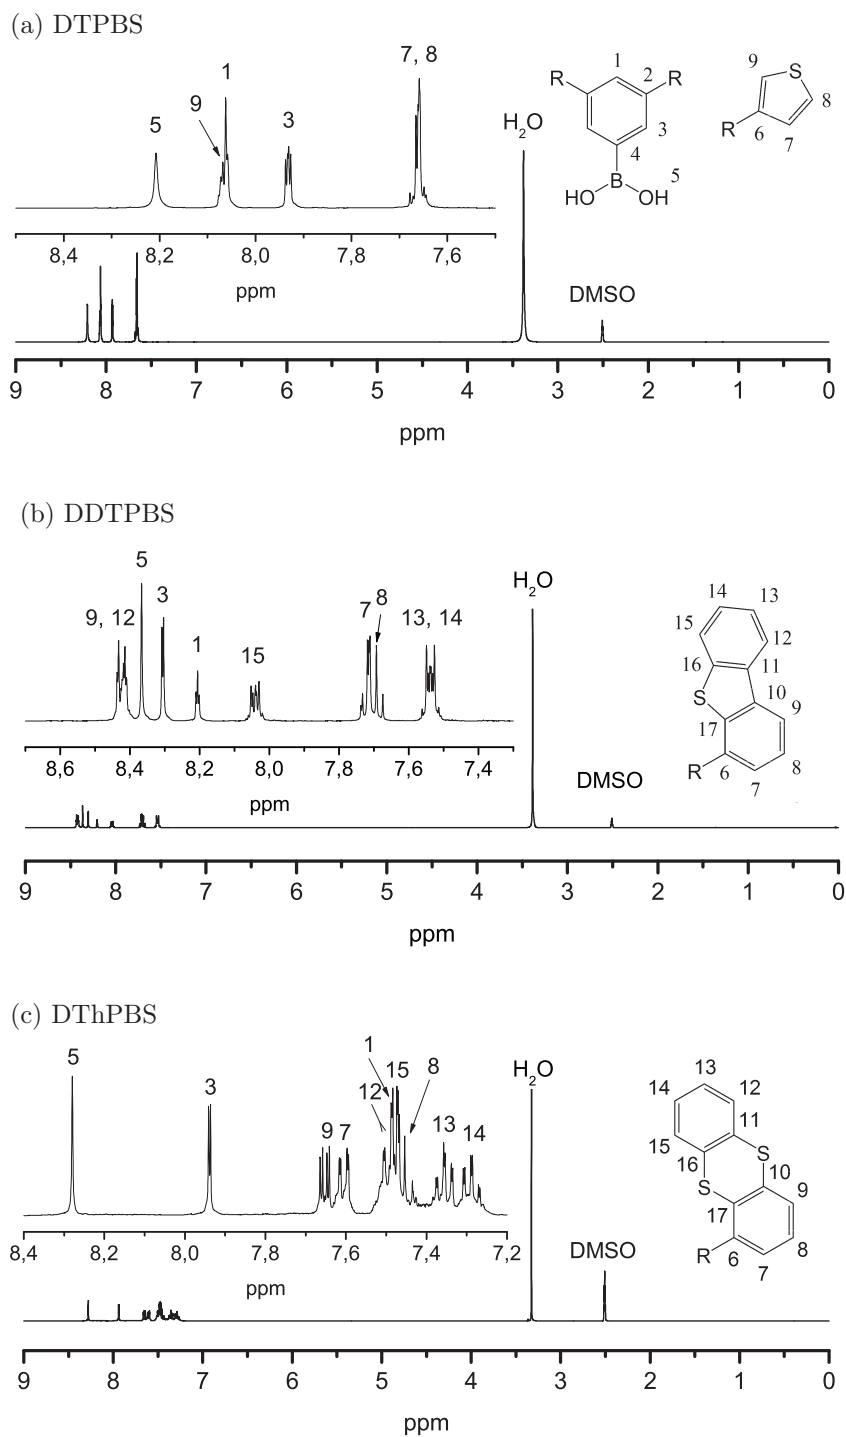 (a) DTPBS
5
9
1
3
7, 8
8,4 8,2 8,0 7,8 7,6
ppm
H2O
DMSO
R
1
2
R
3
4
B
5
HO
OH
9
S
8
R
6
7
9 8 7 6 5 4 3 2 1 0
ppm
(b) DDTPBS
9, 12
5
3
1
15
7
8
13, 14
8,6 8,4 8,2 8,0 7,8 7,6 7,4
ppm
H2O
DMSO
14
13
15
12
16
11
S
10
17
9
R
6
7
8
9 8 7 6 5 4 3 2 1 0
ppm
(c) DThPBS
5
3
9
7
12
1
15
8
13
14
8,4 8,2 8,0 7,8 7,6 7,4 7,2
ppm
H2O
DMSO
13
14
12
15
11
16
S
S
10
17
9
R
6
7
8
9 8 7 6 5 4 3 2 1 0
ppm